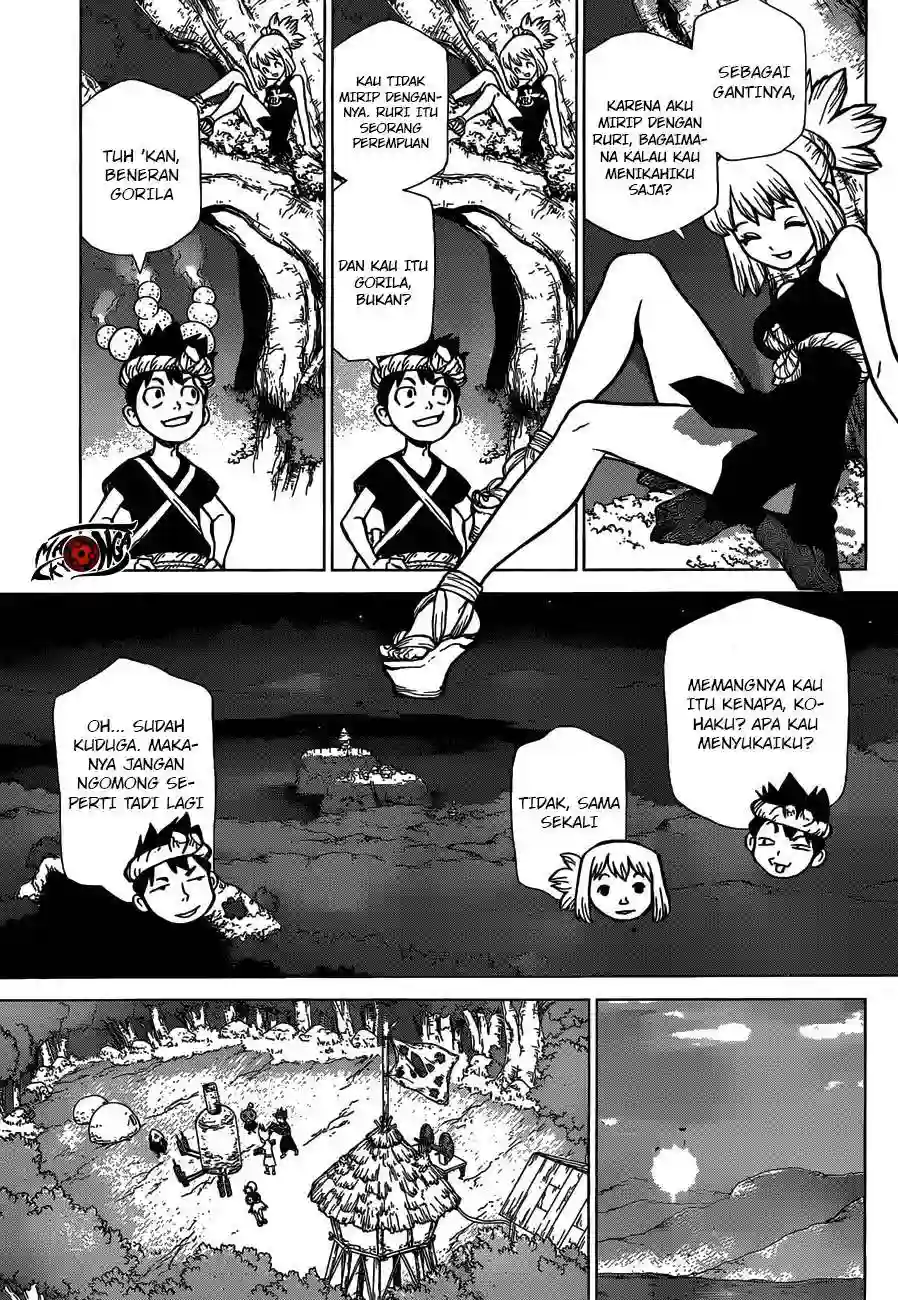 SEBAGAI
GANTINYA,
KARENA AKU
MIRIP DENGAN
RURI, BAGAIMA-
NA KALAU KAU
MENIKAHIKU
SAJA?
KAU TIDAK
MIRIP DENGAN-
NYA. RURI ITU
SEORANG
PEREMPUAN
DAN KAU ITU
GORILA,
BUKAN?
TUH 'KAN,
BENERAN
GORILA
MEMANGNYA KAU
ITU KENAPA, KO-
HAKU? APA KAU
MENYUKAIKU?
TIDAK, SAMA
SEKALI
OH... SUDAH
KUDUGA. MAKA-
NYA JANGAN
NGOMONG SE-
PERTI TADI LAGI